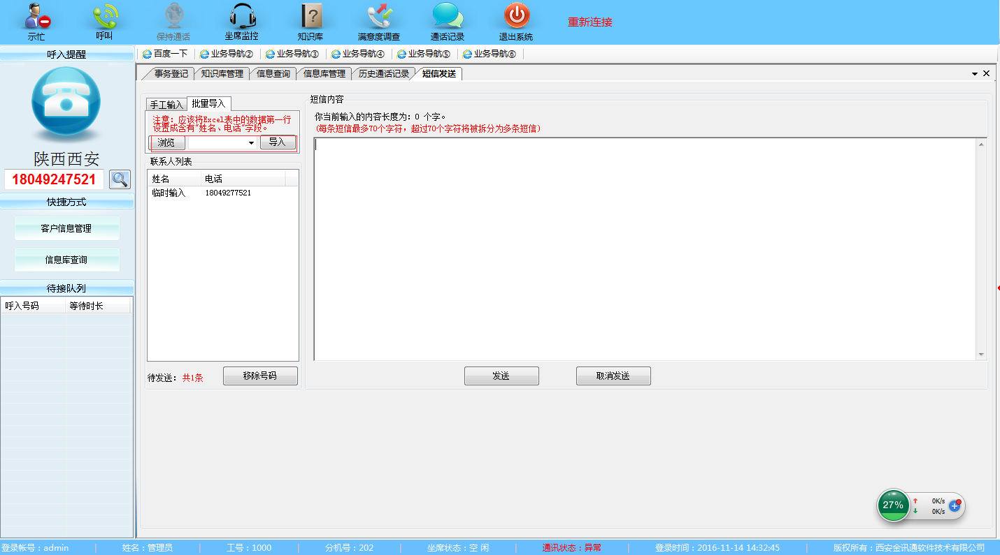 示忙 呼叫 保持通话 坐席监控 知识库 满意度调查 通话记录 退出系统 重新连接
呼入提醒
百度一下 业务导航② 业务导航③ 业务导航④ 业务导航⑤ 业务导航⑥
事务登记 知识库管理 信息查询 信息库管理 历史通话记录 短信发送
陕西西安
18049247521
快捷方式
客户信息管理
信息库查询
待接队列
呼入号码 等待时长
手工输入 批量导入
注意：应该将Excel表中的数据第一行
设置成含有“姓名、电话“字段。
浏览 导入
联系人列表
姓名 电话
临时输入 18049277521
待发送：共1条 移除号码
短信内容
你当前输入的内容长度为：0 个字。
(每条短信最多70个字符，超过70个字符将被拆分为多条短信)
发送 取消发送
27% 0K/s
0K/s
登录帐号：admin 姓名：管理员 工号：1000 分机号：202 坐席状态：空 闲 通讯状态：异常 登录时间：2016-11-14 14:32:45 版权所有：西安金讯通软件技术有限公司